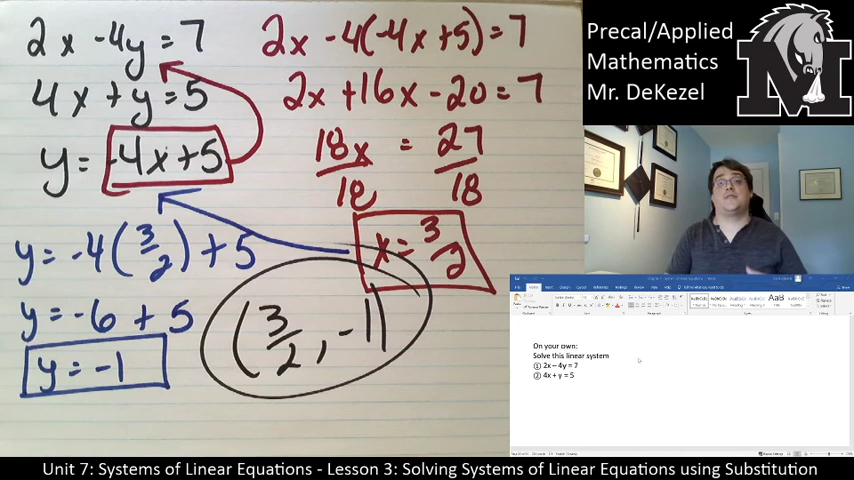 2x -4y = 7
4x + y = 5
y = -4x + 5
y = -4(3/2) + 5
y = -6 + 5
y = -1
2x - 4(-4x + 5) = 7
2x + 16x - 20 = 7
18x/18 = 27/18
x = 3/2
(3/2, -1)
Precal/Applied
Mathematics
Mr. DeKezel
M
On your own:
Solve this linear system
① 2x – 4y = 7
② 4x + y = 5
Unit 7: Systems of Linear Equations - Lesson 3: Solving Systems of Linear Equations using Substitution